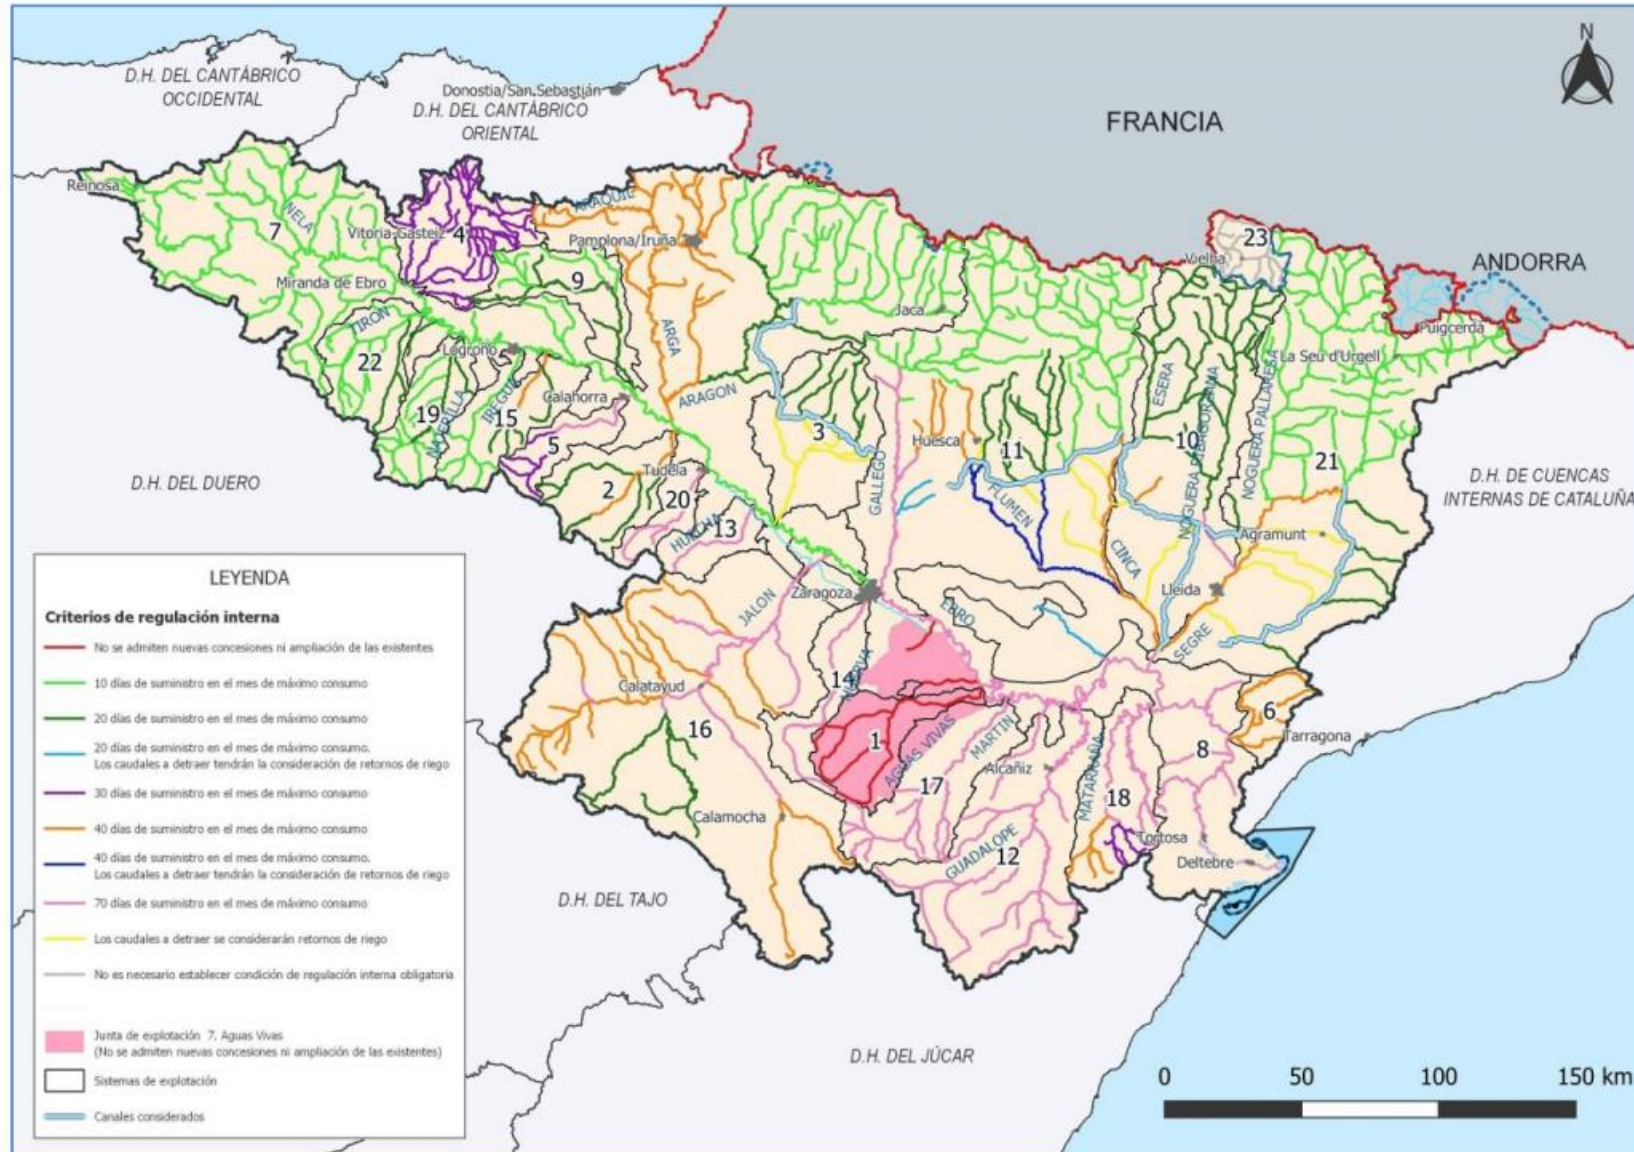 N
D.H. DEL CANTÁBRICO
OCCIDENTAL
Donostia/San Sebastián
D.H. DEL CANTÁBRICO
ORIENTAL
FRANCIA
ANDORRA
Reinosa
7
NELA
Vitoria-Gasteiz
4
ARAQUIL
Pamplona/Iruña
23
Vielha
Miranda de Ebro
9
Jaca
Puigcerdá
TIRON
ARGA
22
Logroño
La Seu d'Urgell
19
NAJERILLA
IREGUA
15
Calahorra
ARAGON
ESERA
NOGUERA RIBAGORZANA
NOGUERA PALLARESA
5
3
Huesca
11
10
21
D.H. DEL DUERO
Tudela
2
20
GALLEGO
FLUMEN
D.H. DE CUENCAS
INTERNAS DE CATALUÑA
HUECHA
13
CINCA
Agramunt
JALON
Zaragoza
EBRO
Lleida
SEGRE
Calatayud
14
HUERVA
16
1
AGUAS VIVAS
MARTIN
Alcañiz
MATARRAÑA
6
Tarragona
8
17
18
Calamocha
GUADALOPE
12
Tortosa
Deltebre
D.H. DEL TAJO
D.H. DEL JÚCAR
LEYENDA
Criterios de regulación interna
No se admiten nuevas concesiones ni ampliación de las existentes
10 días de suministro en el mes de máximo consumo
20 días de suministro en el mes de máximo consumo
20 días de suministro en el mes de máximo consumo.
Los caudales a detraer tendrán la consideración de retornos de riego
30 días de suministro en el mes de máximo consumo
40 días de suministro en el mes de máximo consumo
40 días de suministro en el mes de máximo consumo.
Los caudales a detraer tendrán la consideración de retornos de riego
70 días de suministro en el mes de máximo consumo
Los caudales a detraer se considerarán retornos de riego
No es necesario establecer condición de regulación interna obligatoria
Junta de explotación 7. Aguas Vivas
(No se admiten nuevas concesiones ni ampliación de las existentes)
Sistemas de explotación
Canales considerados
0 50 100 150 km